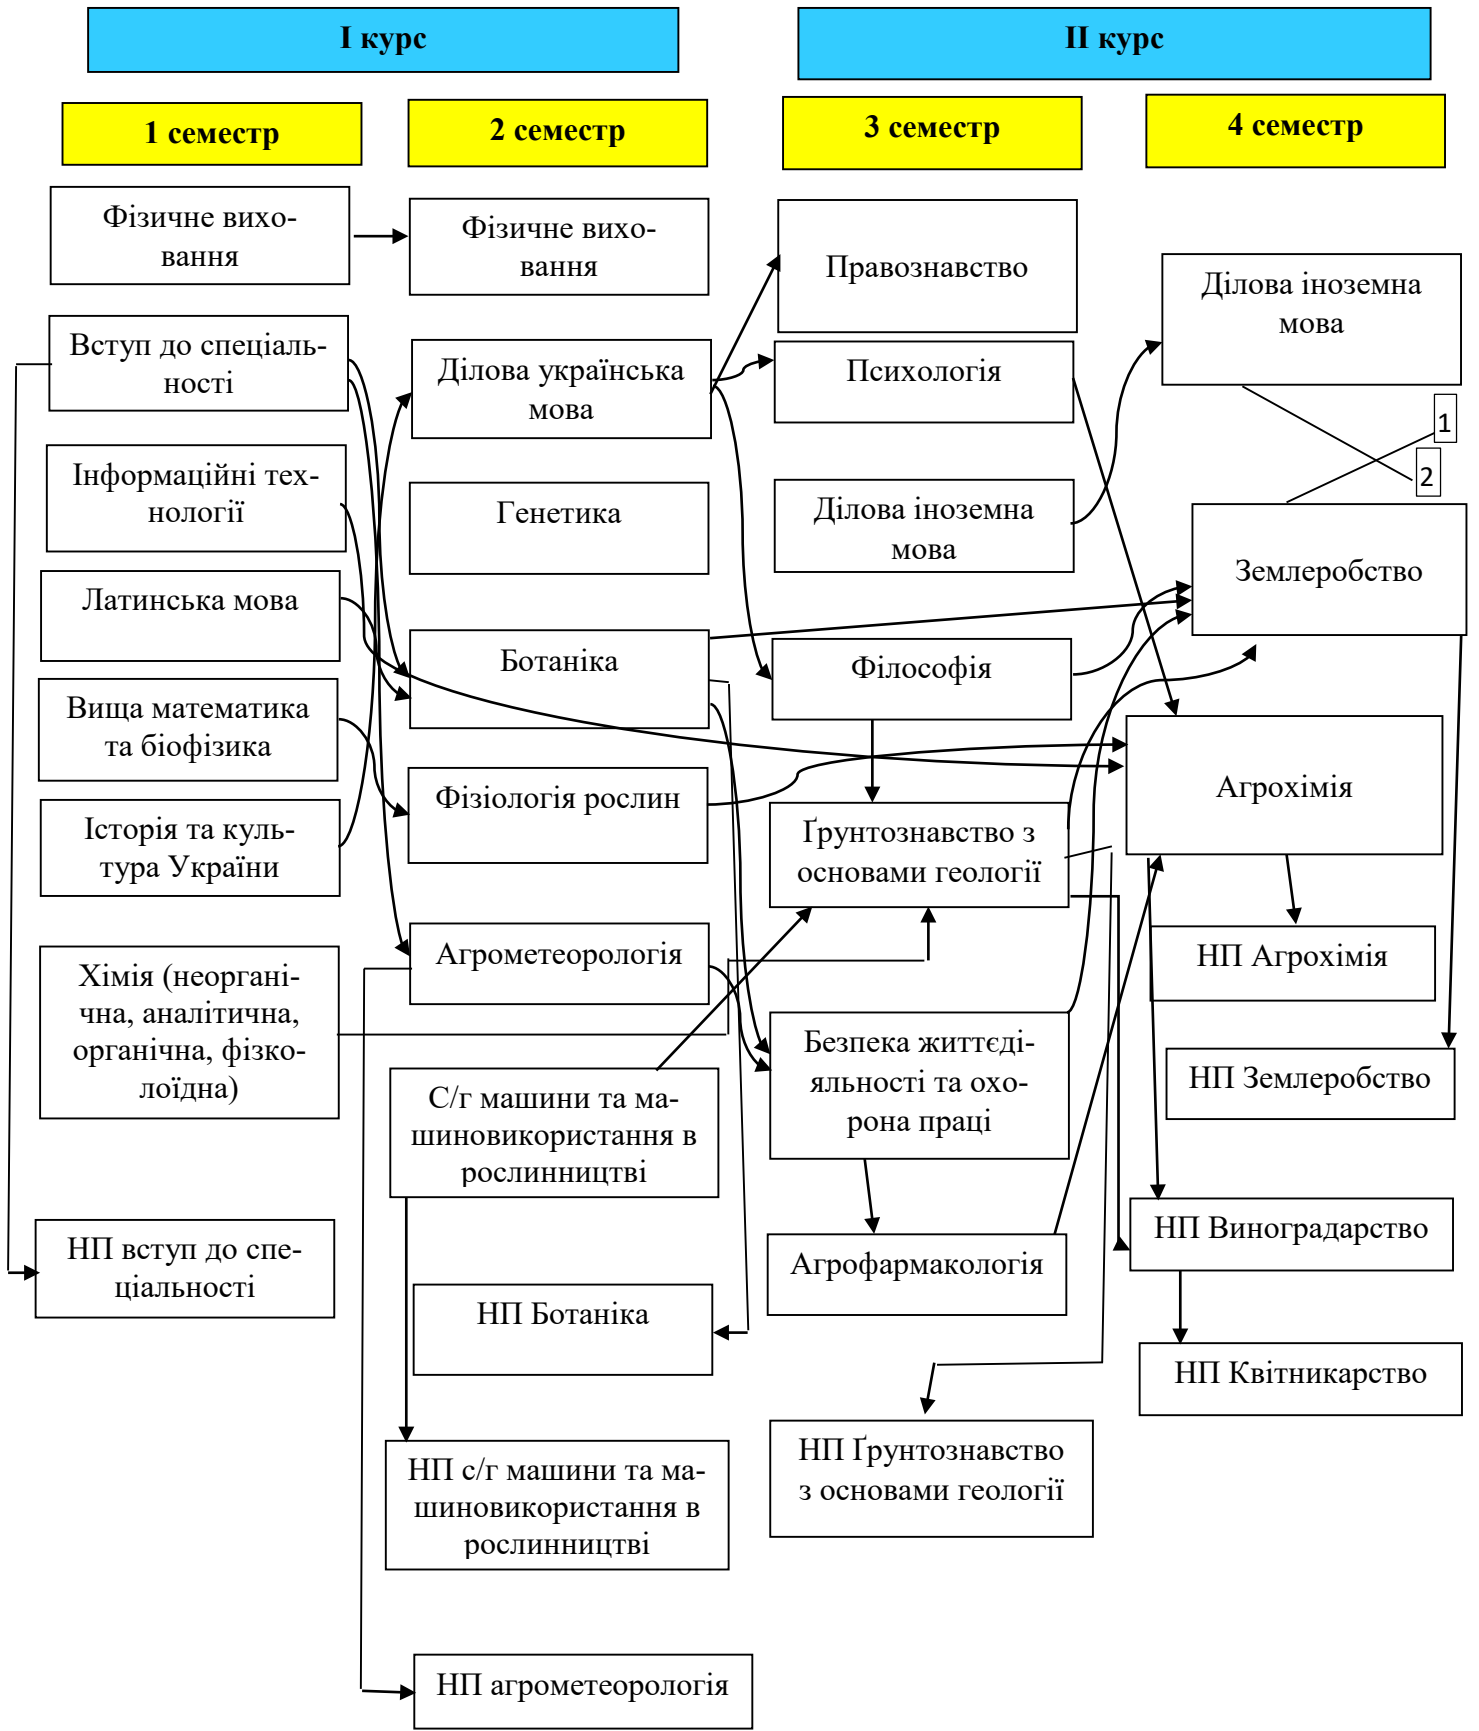 І курс
ІІ курс
1 семестр
2 семестр
3 семестр
4 семестр
Фізичне вихо-
вання
Вступ до спеціаль-
ності
Інформаційні тех-
нології
Латинська мова
Вища математика
та біофізика
Історія та куль-
тура України
Хімія (неоргані-
чна, аналітична,
органічна, фізко-
лоїдна)
НП вступ до спе-
ціальності
Фізичне вихо-
вання
Ділова українська
мова
Генетика
Ботаніка
Фізіологія рослин
Агрометеорологія
С/г машини та ма-
шиновикористання в
рослинництві
НП Ботаніка
НП с/г машини та ма-
шиновикористання в
рослинництві
НП агрометеорологія
Правознавство
Психологія
Ділова іноземна
мова
Філософія
Ґрунтознавство з
основами геології
Безпека життєді-
яльності та охо-
рона праці
Агрофармакологія
НП Ґрунтознавство
з основами геології
Ділова іноземна
мова
1
2
Землеробство
Агрохімія
НП Агрохімія
НП Землеробство
НП Виноградарство
НП Квітникарство